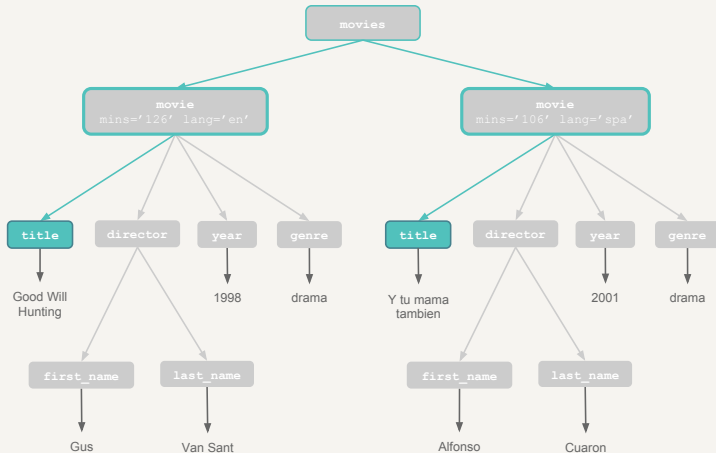 movies
movie
mins='126' lang='en'
movie
mins='106' lang='spa'
title
director
year
genre
title
director
year
genre
Good Will
Hunting
1998
drama
Y tu mama
tambien
2001
drama
first_name
last_name
first_name
last_name
Gus
Van Sant
Alfonso
Cuaron